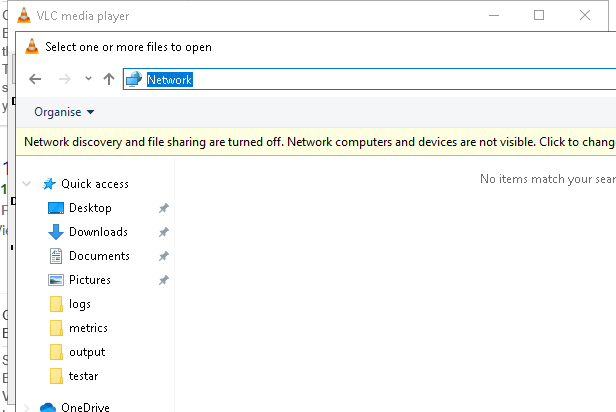 VLC media player
Select one or more files to open
Network
Organise
Network discovery and file sharing are turned off. Network computers and devices are not visible. Click to chang
No items match your sear
Quick access
Desktop
Downloads
Documents
Pictures
logs
metrics
output
testar
OneDrive